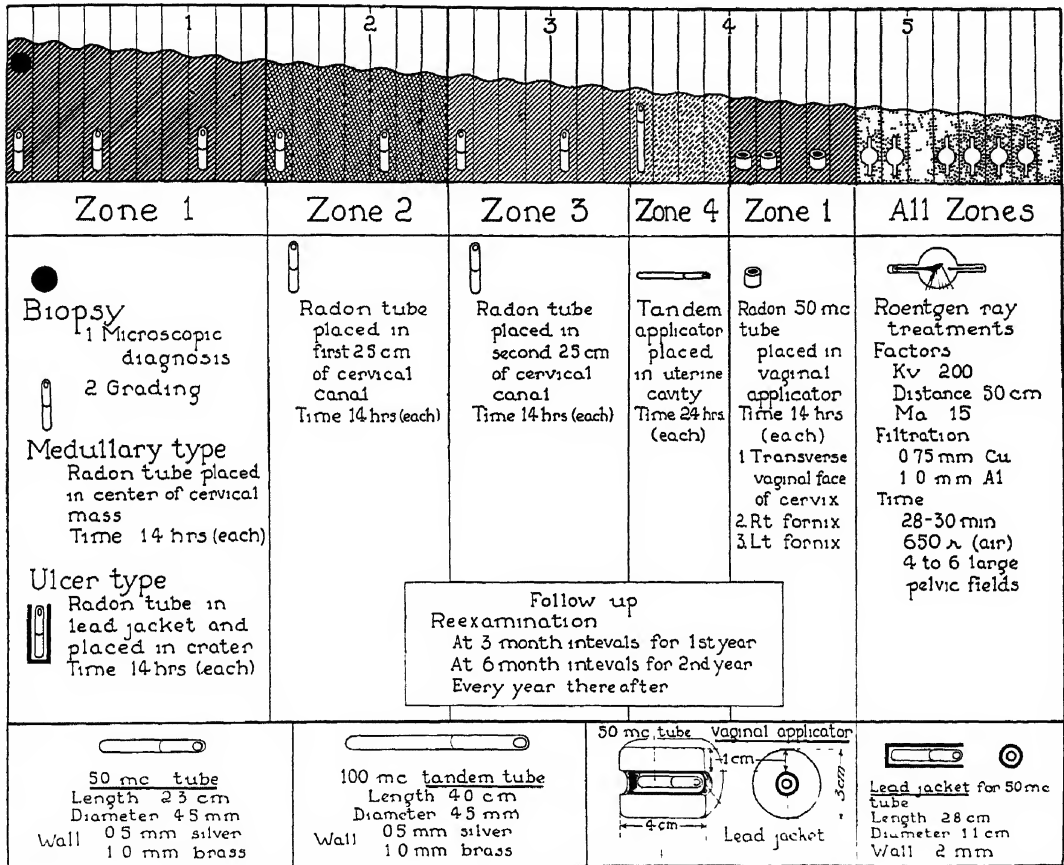 1 2 3 4 5
Zone 1
Zone 2
Zone 3
Zone 4
Zone 1
All Zones
Biopsy
1 Microscopic
diagnosis
2 Grading
Medullary type
Radon tube placed
in center of cervical
mass
Time 14 hrs (each)
Ulcer type
Radon tube in
lead jacket and
placed in crater
Time 14 hrs (each)
Radon tube
placed in
first 25 cm
of cervical
canal
Time 14 hrs (each)
Radon tube
placed in
second 25 cm
of cervical
canal
Time 14 hrs (each)
Tandem
applicator
placed
in uterine
cavity
Time 24 hrs
(each)
Radon 50 mc
tube
placed in
vaginal
applicator
Time 14 hrs
(each)
1 Transverse
vaginal face
of cervix
2. Rt fornix
3. Lt fornix
Roentgen ray
treatments
Factors
Kv 200
Distance 50 cm
Ma 15
Filtration
0 75 mm Cu
1 0 mm Al
Time
28-30 min
650 r (air)
4 to 6 large
pelvic fields
Follow up
Reexamination
At 3 month intevals for 1st year
At 6 month intevals for 2nd year
Every year thereafter
50 mc tube
Length 2 3 cm
Diameter 4 5 mm
Wall 0 5 mm silver
1 0 mm brass
100 mc tandem tube
Length 4 0 cm
Diameter 4 5 mm
Wall 0 5 mm silver
1 0 mm brass
50 mc tube Vaginal applicator
1 cm
3 cm
4 cm
Lead jacket
Lead jacket for 50 mc
tube
Length 2 8 cm
Diameter 1 1 cm
Wall 2 mm